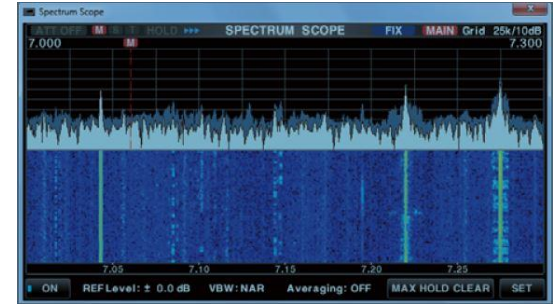 Spectrum Scope
ATT OFF M S T HOLD SPECTRUM SCOPE FIX MAIN Grid 25k/10dB
7.000 M 7.300
7.05 7.10 7.15 7.20 7.25
ON REF Level: ± 0.0 dB VBW: NAR Averaging: OFF MAX HOLD CLEAR SET